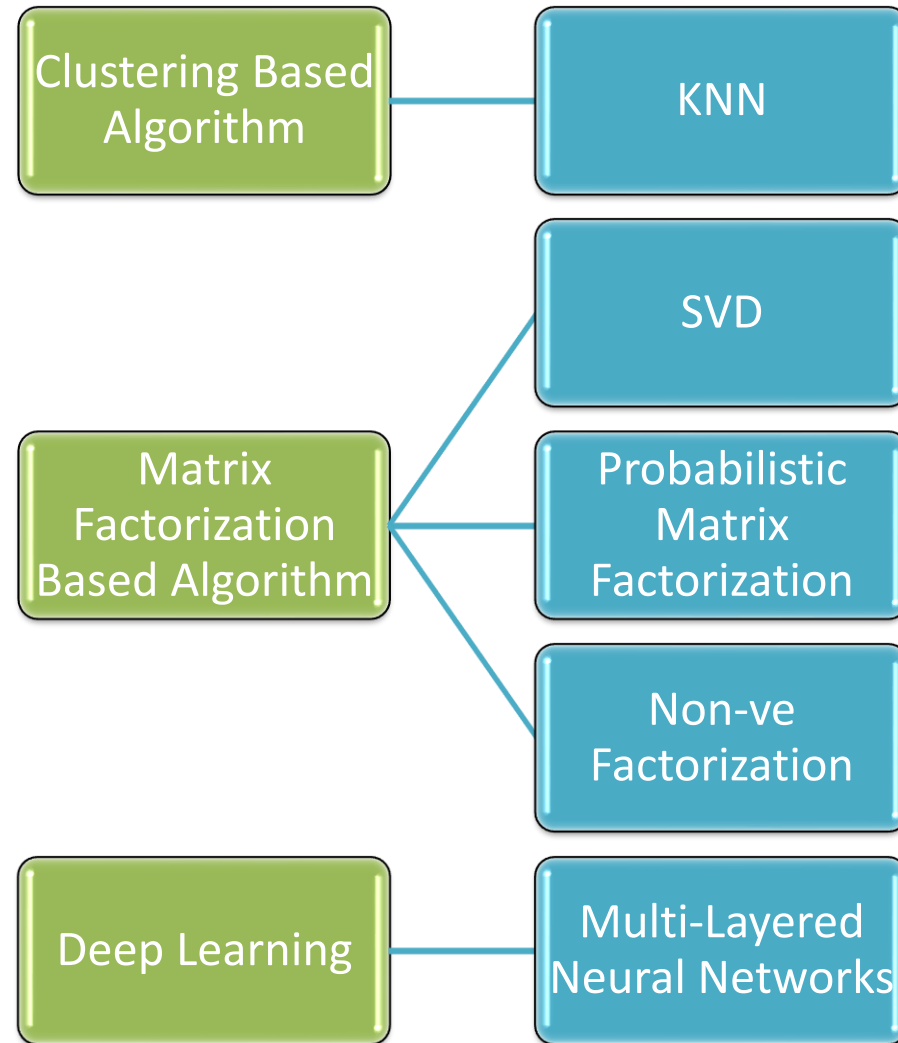 Clustering Based
Algorithm
KNN
SVD
Matrix
Factorization
Based Algorithm
Probabilistic
Matrix
Factorization
Non-ve
Factorization
Deep Learning
Multi-Layered
Neural Networks